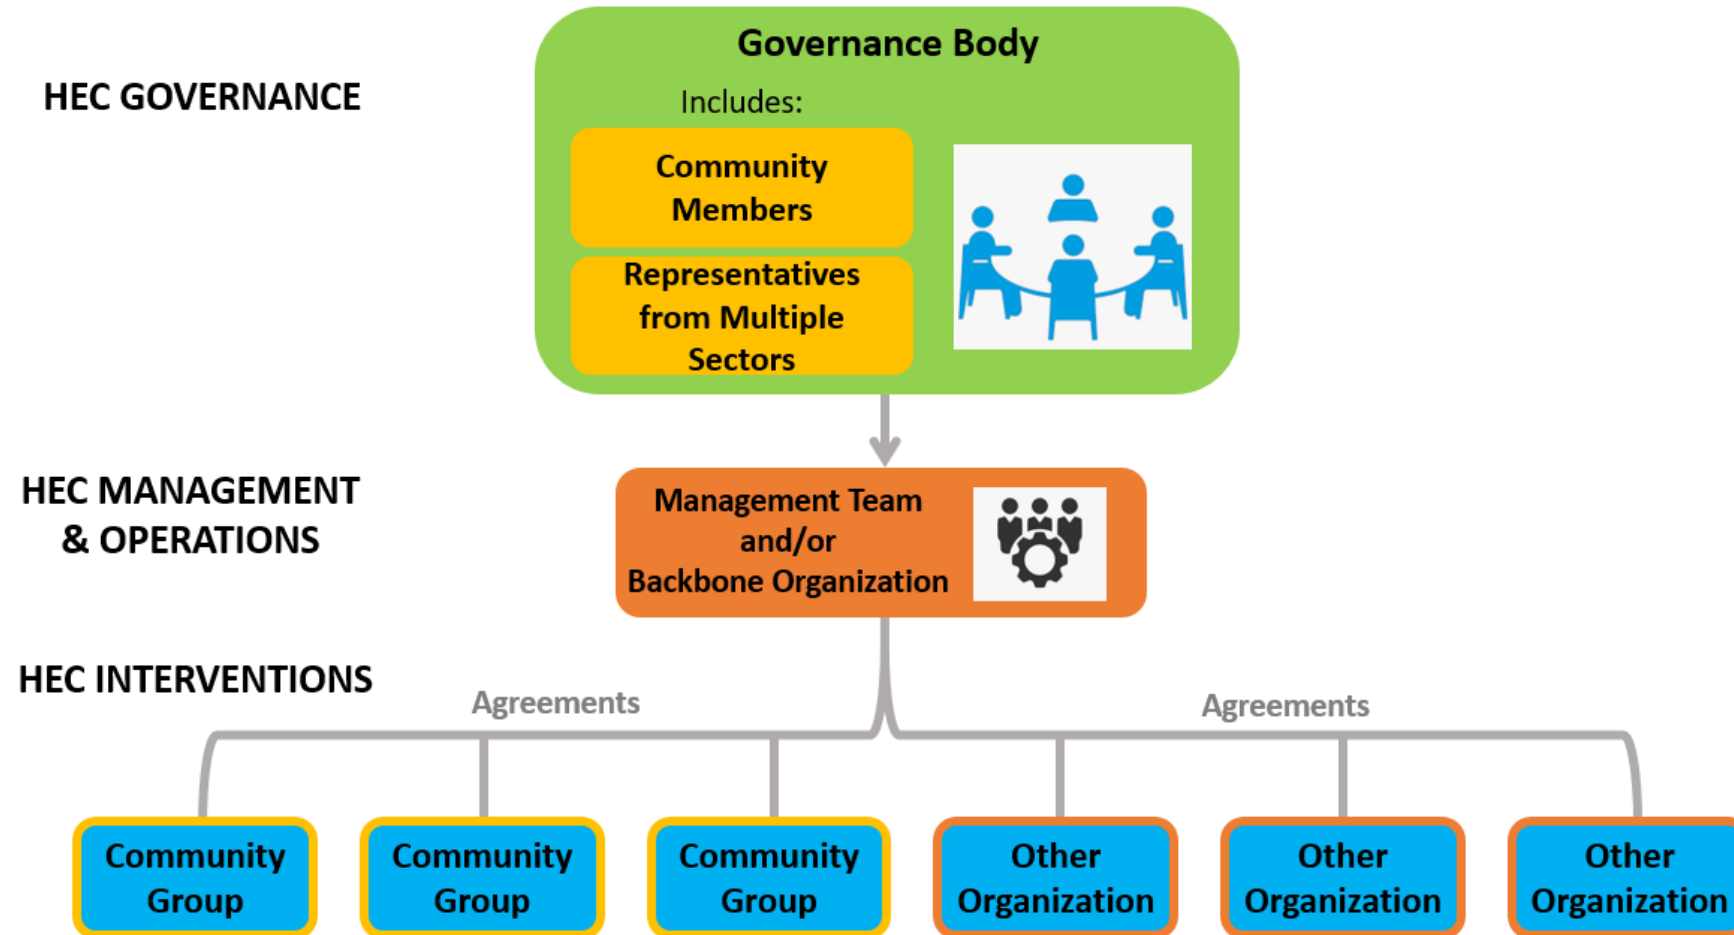 HEC GOVERNANCE
Governance Body
Includes:
Community
Members
Representatives
from Multiple
Sectors
HEC MANAGEMENT
& OPERATIONS
Management Team
and/or
Backbone Organization
HEC INTERVENTIONS
Agreements
Agreements
Community
Group
Community
Group
Community
Group
Other
Organization
Other
Organization
Other
Organization